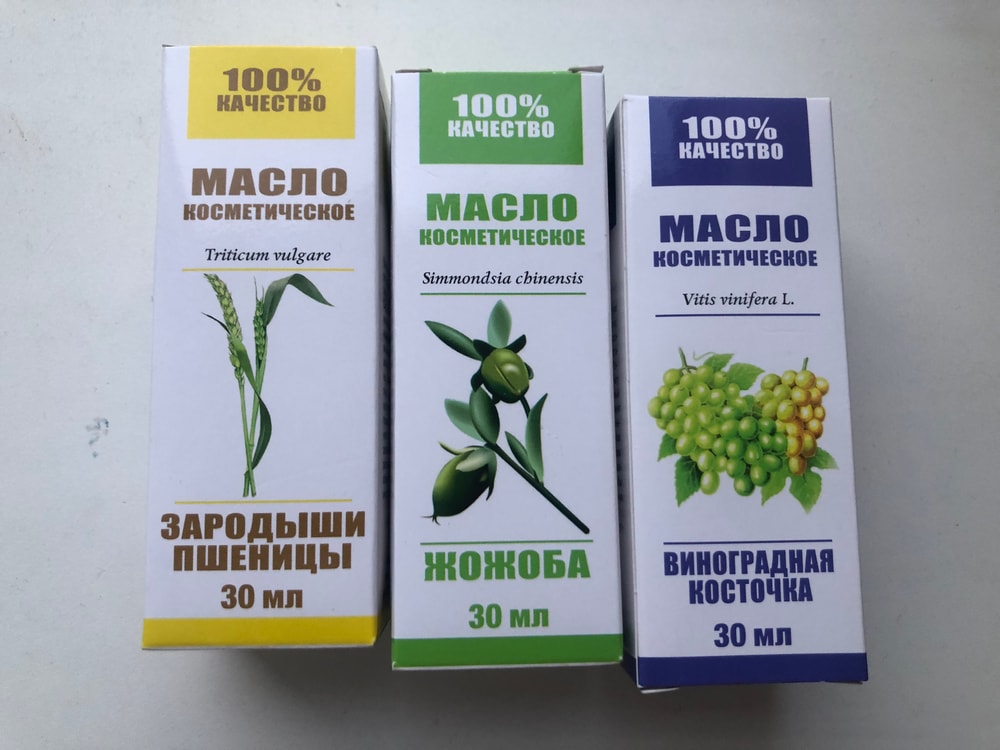 100%
КАЧЕСТВО
МАСЛО
КОСМЕТИЧЕСКОЕ
Triticum vulgare
ЗАРОДЫШИ
ПШЕНИЦЫ
30 мл
100%
КАЧЕСТВО
МАСЛО
КОСМЕТИЧЕСКОЕ
Simmondsia chinensis
ЖОЖОБА
30 мл
100%
КАЧЕСТВО
МАСЛО
КОСМЕТИЧЕСКОЕ
Vitis vinifera L.
ВИНОГРАДНАЯ
КОСТОЧКА
30 мл